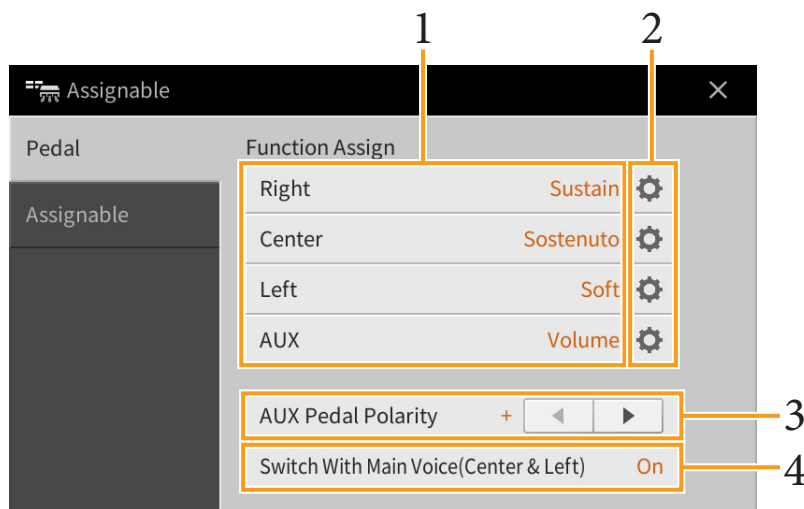 1 2
Assignable
Pedal
Assignable
Function Assign
Right Sustain
Center Sostenuto
Left Soft
AUX Volume
AUX Pedal Polarity + 3
Switch With Main Voice(Center & Left) On 4